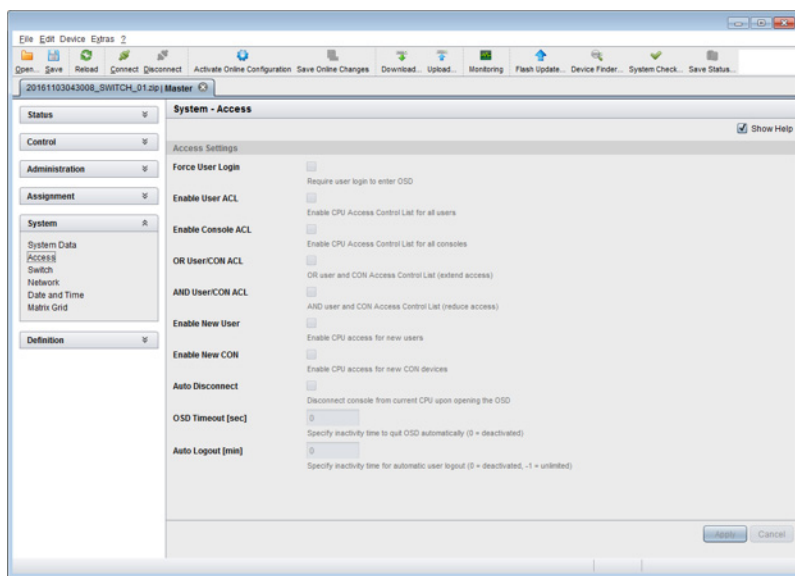 File Edit Device Extras ?
Open... Save Reload Connect Disconnect Activate Online Configuration Save Online Changes Download... Upload... Monitoring Flash Update... Device Finder... System Check... Save Status...
20161103043008_SWITCH_01.zip | Master
Status
Control
Administration
Assignment
System
System Data
Access
Switch
Network
Date and Time
Matrix Grid
Definition
System - Access
Show Help
Access Settings
Force User Login
Require user login to enter OSD
Enable User ACL
Enable CPU Access Control List for all users
Enable Console ACL
Enable CPU Access Control List for all consoles
OR User/CON ACL
OR user and CON Access Control List (extend access)
AND User/CON ACL
AND user and CON Access Control List (reduce access)
Enable New User
Enable CPU access for new users
Enable New CON
Enable CPU access for new CON devices
Auto Disconnect
Disconnect console from current CPU upon opening the OSD
OSD Timeout [sec] 0
Specify inactivity time to quit OSD automatically (0 = deactivated)
Auto Logout [min] 0
Specify inactivity time for automatic user logout (0 = deactivated, -1 = unlimited)
Apply Cancel